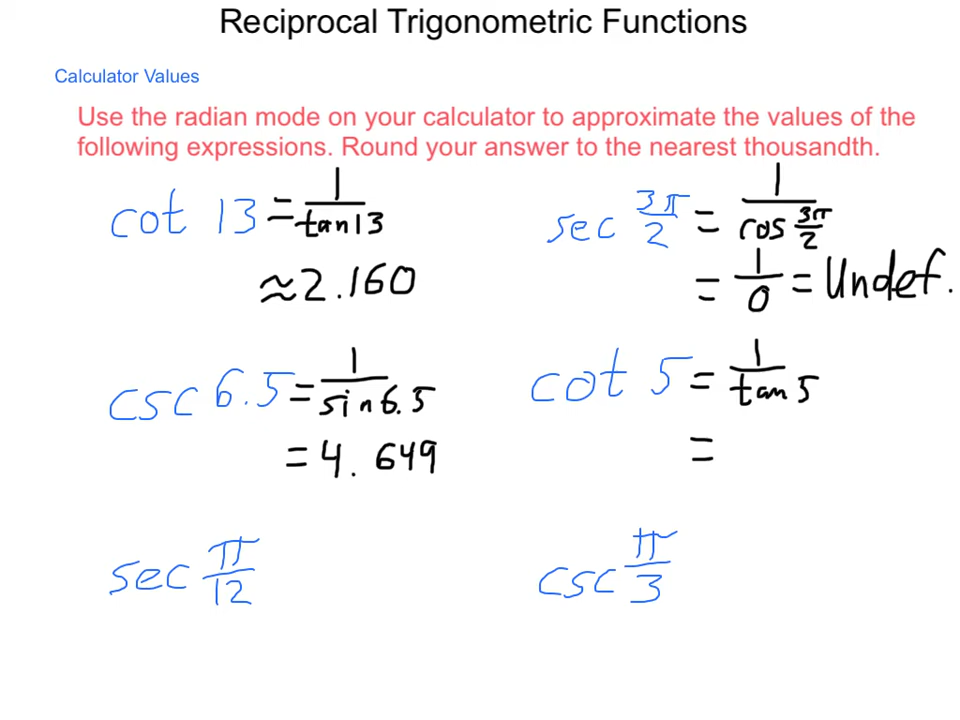 Reciprocal Trigonometric Functions
Calculator Values
Use the radian mode on your calculator to approximate the values of the
following expressions. Round your answer to the nearest thousandth.
cot 13 = 1/tan13
≈ 2.160
sec 3π/2 = 1/cos 3π/2
= 1/0 = Undef.
csc 6.5 = 1/sin6.5
= 4.649
cot 5 = 1/tan 5
=
sec π/12
csc π/3